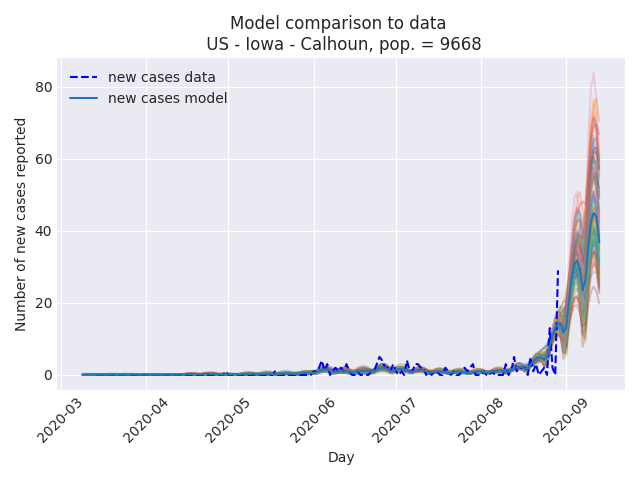 Model comparison to data
US - Iowa - Calhoun, pop. = 9668
new cases data
new cases model
Number of new cases reported
80
60
40
20
0
2020-03
2020-04
2020-05
2020-06
2020-07
2020-08
2020-09
Day